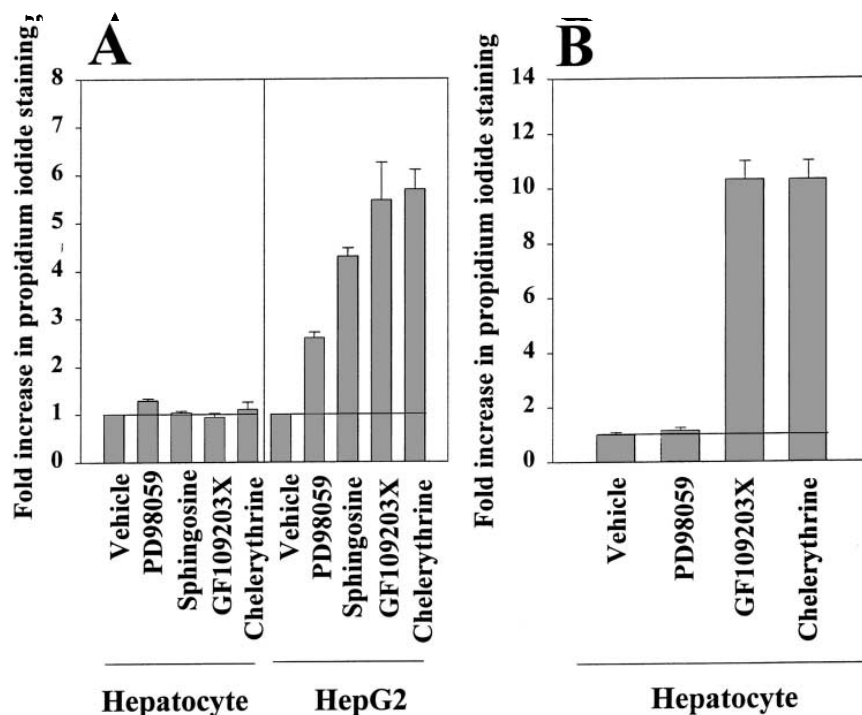 A
Fold increase in propidium iodide staining
8
7
6
5
4
3
2
1
0
Vehicle
PD98059
Sphingosine
GF109203X
Chelerythrine
Vehicle
PD98059
Sphingosine
GF109203X
Chelerythrine
Hepatocyte
HepG2
B
Fold increase in propidium iodide staining
14
12
10
8
6
4
2
0
Vehicle
PD98059
GF109203X
Chelerythrine
Hepatocyte